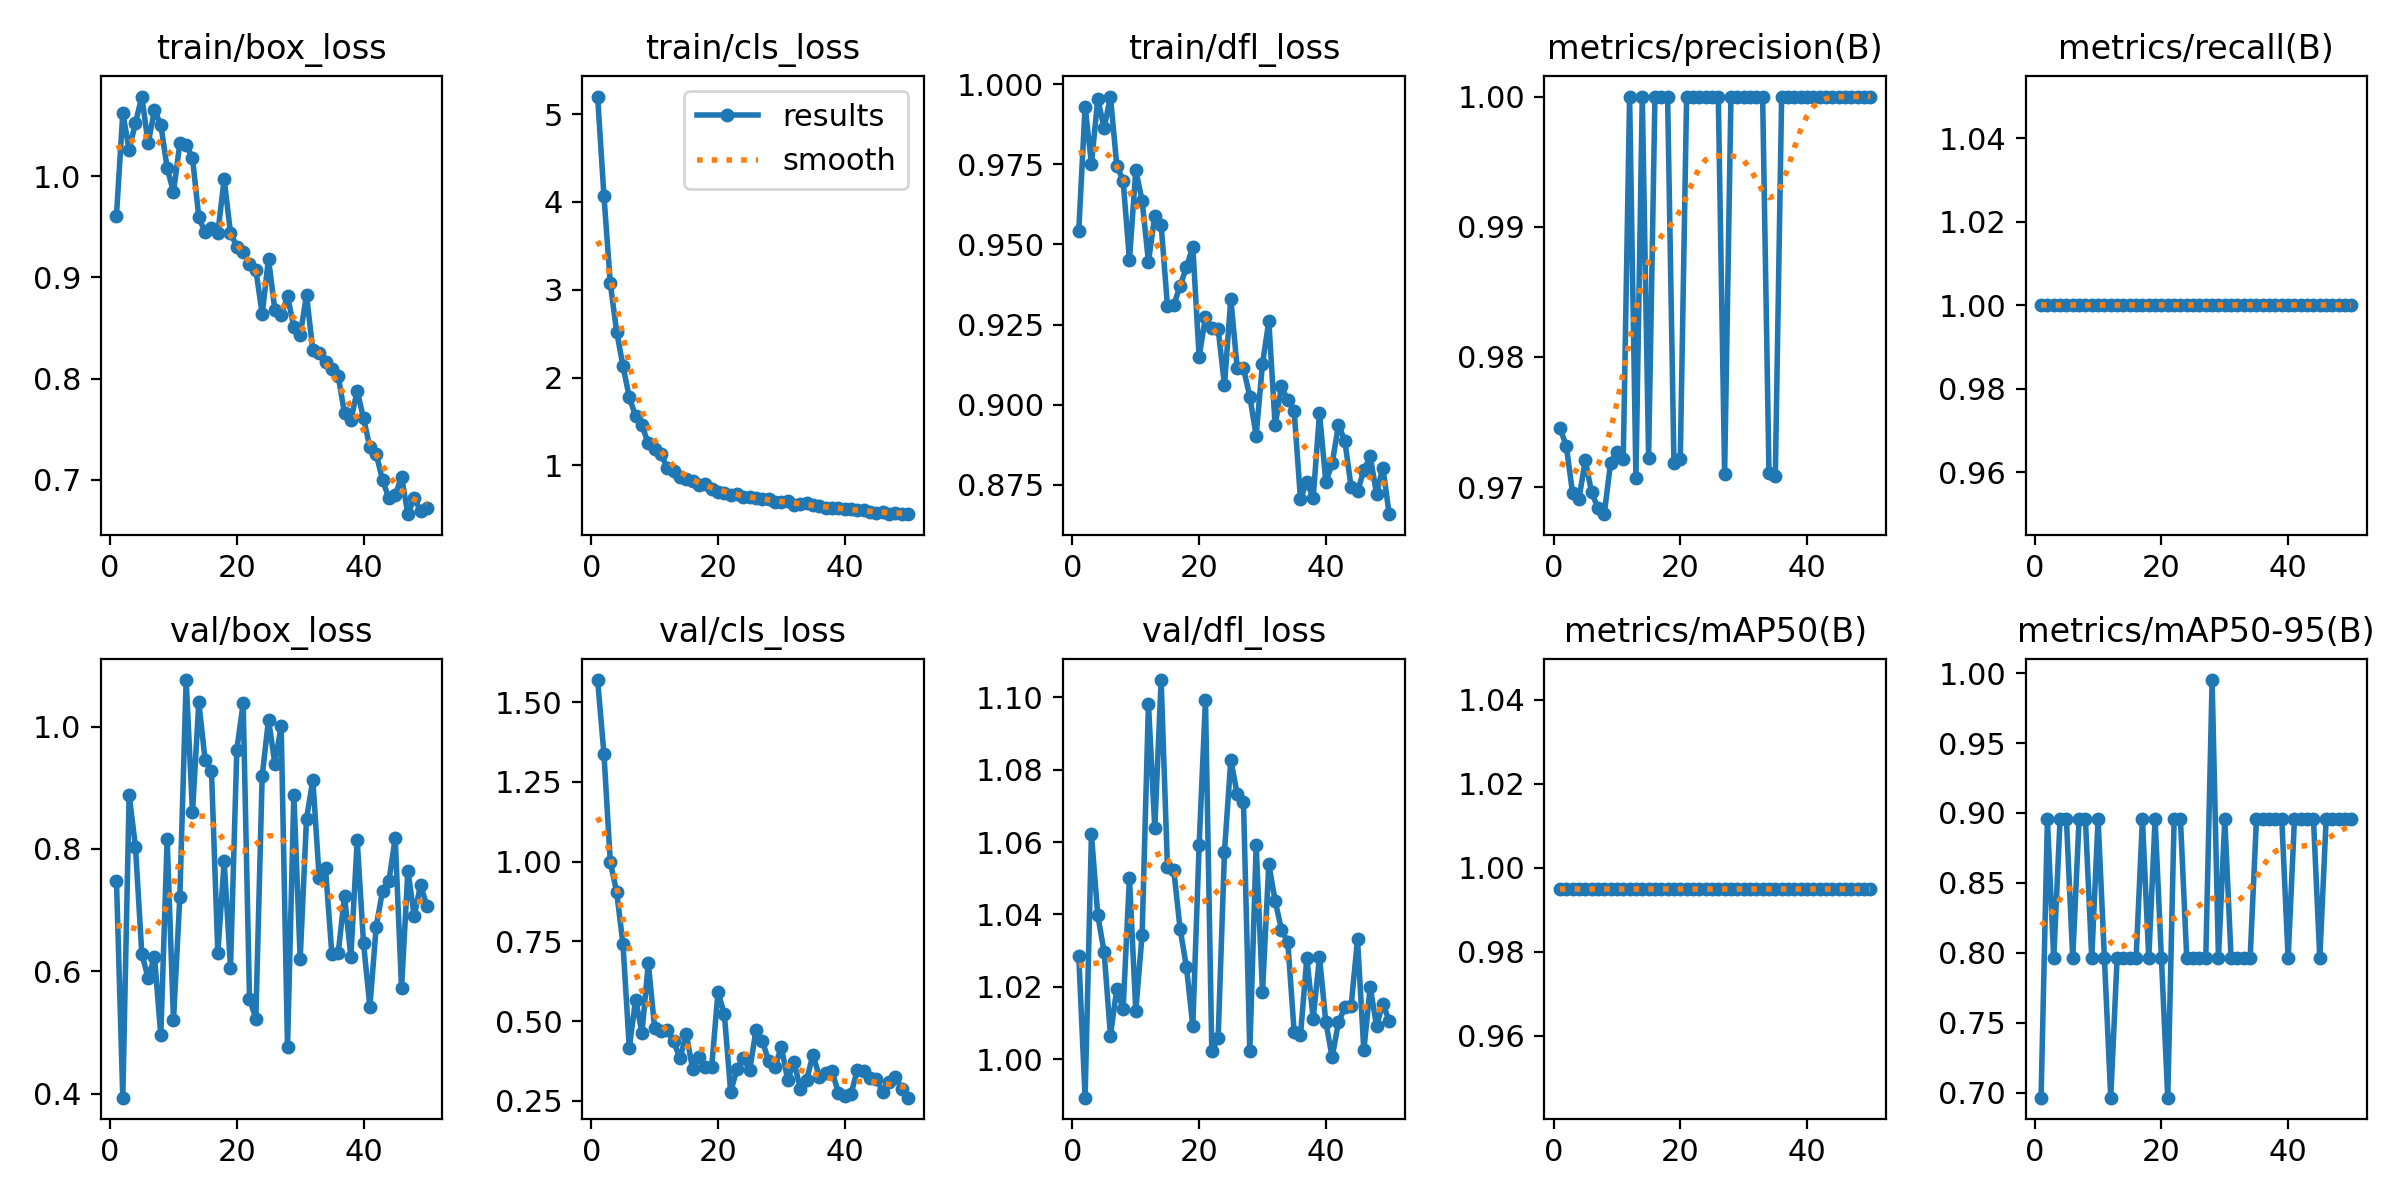 train/box_loss
train/cls_loss
train/dfl_loss
metrics/precision(B)
metrics/recall(B)
1.0
0.9
0.8
0.7
0 20 40
results
smooth
5
4
3
2
1
0 20 40
1.000
0.975
0.950
0.925
0.900
0.875
0 20 40
1.00
0.99
0.98
0.97
0 20 40
1.04
1.02
1.00
0.98
0.96
0 20 40
val/box_loss
val/cls_loss
val/dfl_loss
metrics/mAP50(B)
metrics/mAP50-95(B)
1.0
0.8
0.6
0.4
0 20 40
1.50
1.25
1.00
0.75
0.50
0.25
0 20 40
1.10
1.08
1.06
1.04
1.02
1.00
0 20 40
1.04
1.02
1.00
0.98
0.96
0 20 40
1.00
0.95
0.90
0.85
0.80
0.75
0.70
0 20 40